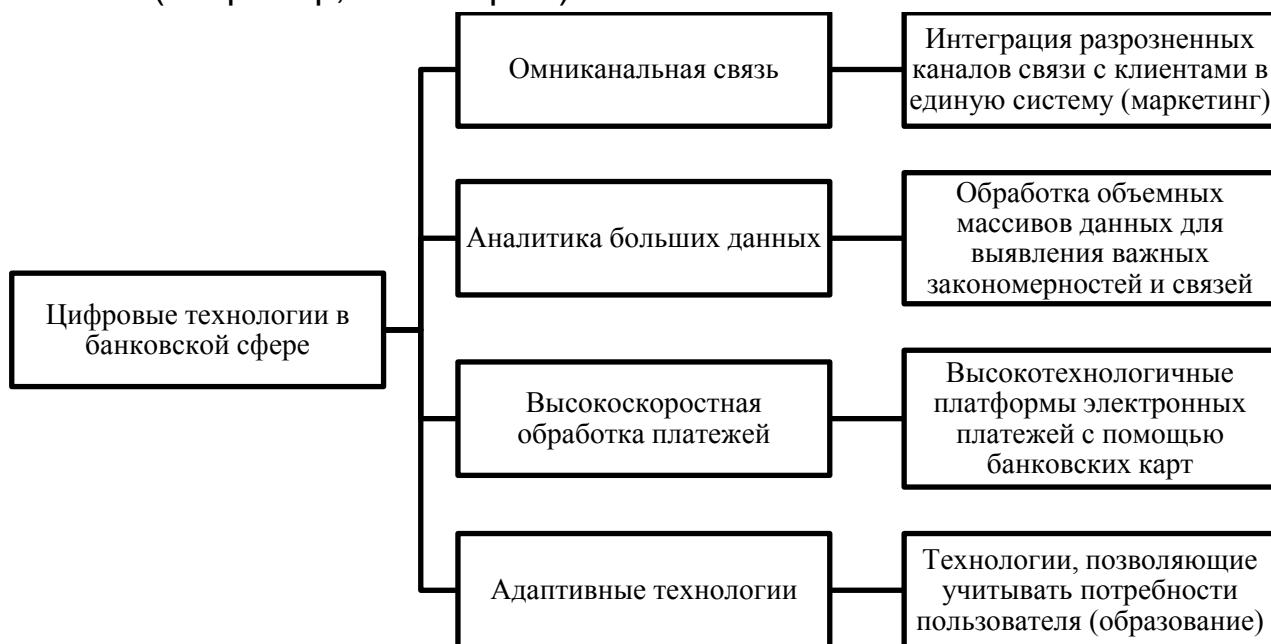 Омниканальная связь
Интеграция разрозненных
каналов связи с клиентами в
единую систему (маркетинг)
Аналитика больших данных
Обработка объемных
массивов данных для
выявления важных
закономерностей и связей
Цифровые технологии в
банковской сфере
Высокоскоростная
обработка платежей
Высокотехнологичные
платформы электронных
платежей с помощью
банковских карт
Адаптивные технологии
Технологии, позволяющие
учитывать потребности
пользователя (образование)